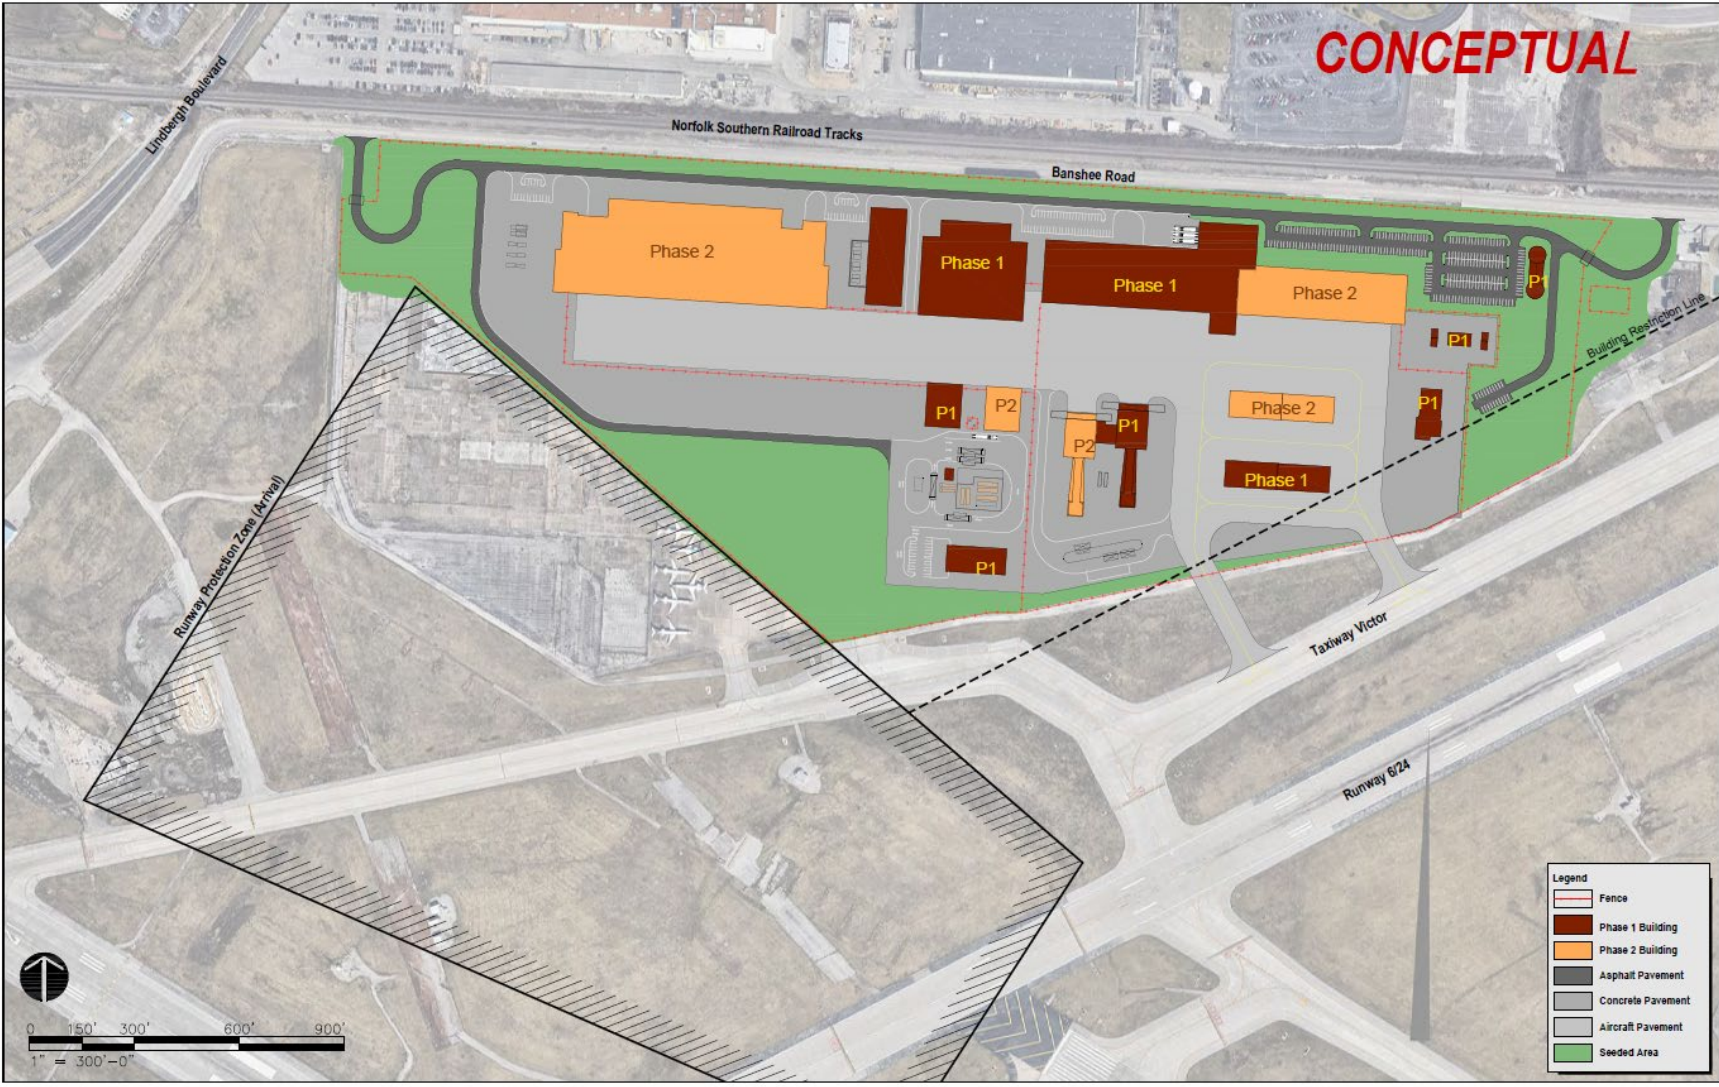 CONCEPTUAL
Lindbergh Boulevard
Norfolk Southern Railroad Tracks
Banshee Road
Phase 2
Phase 1
Phase 1
Phase 2
P1
P1
Building Restriction Line
P1
P2
P1
P2
Phase 2
P1
Phase 1
P1
Runway Protection Zone (Arrival)
Taxiway Victor
Runway 6/24
Legend
Fence
Phase 1 Building
Phase 2 Building
Asphalt Pavement
Concrete Pavement
Aircraft Pavement
Seeded Area
0 150' 300' 600' 900'
1" = 300'-0"